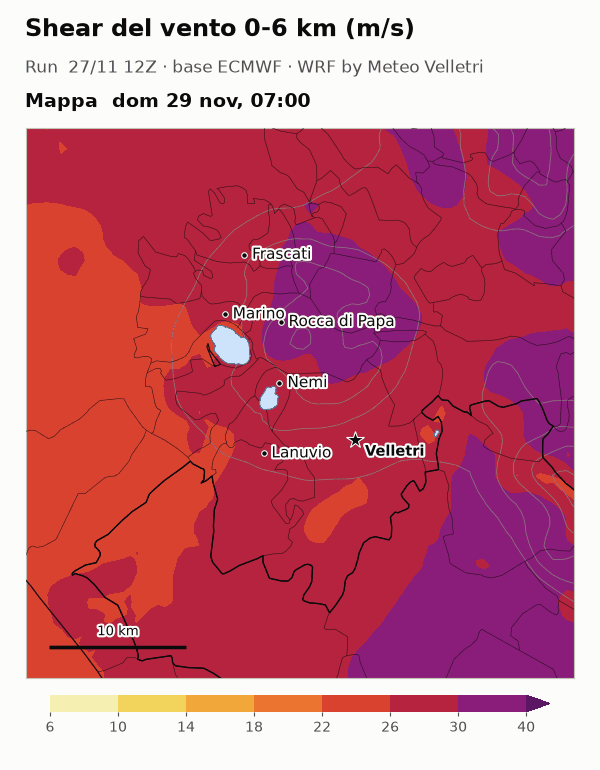 Shear del vento 0-6 km (m/s)
Run  27/11 12Z · base ECMWF · WRF by Meteo Velletri
Mappa  dom 29 nov, 07:00
Frascati
Marino
Rocca di Papa
Nemi
Velletri
Lanuvio
10 km
6 10 14 18 22 26 30 40